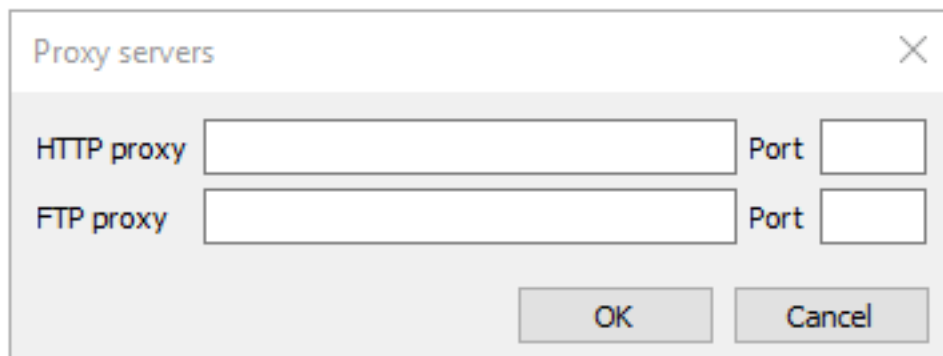 Proxy servers
HTTP proxy Port
FTP proxy Port
OK Cancel